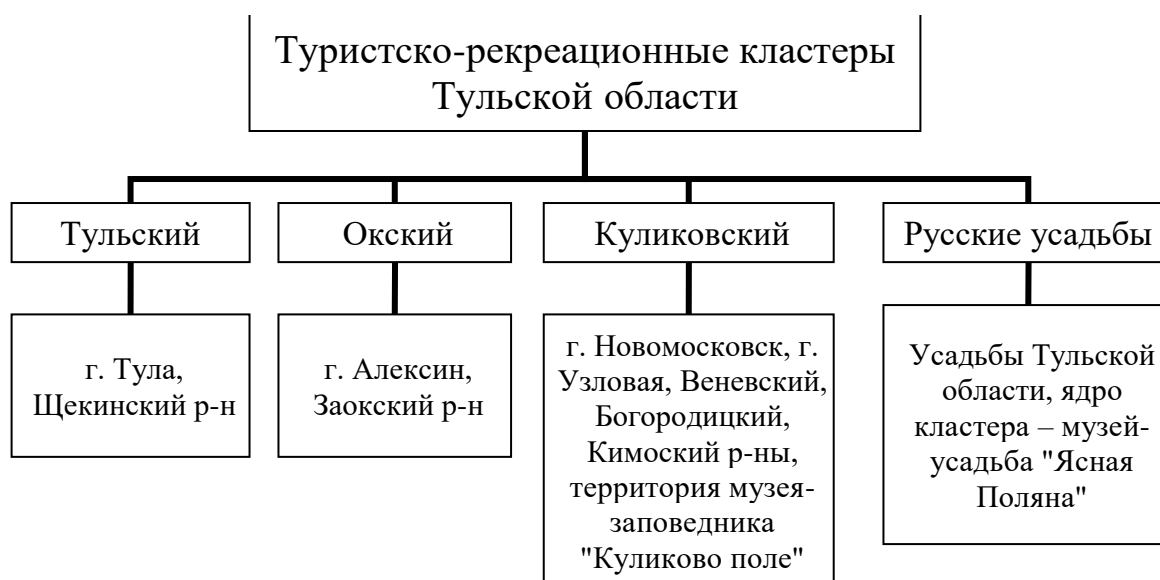 Туристско-рекреационные кластеры
Тульской области
Тульский
Окский
Куликовский
Русские усадьбы
г. Тула,
Щекинский р-н
г. Алексин,
Заокский р-н
г. Новомосковск, г.
Узловая, Веневский,
Богородицкий,
Кимоский р-ны,
территория музея-
заповедника
"Куликово поле"
Усадьбы Тульской
области, ядро
кластера – музей-
усадьба "Ясная
Поляна"